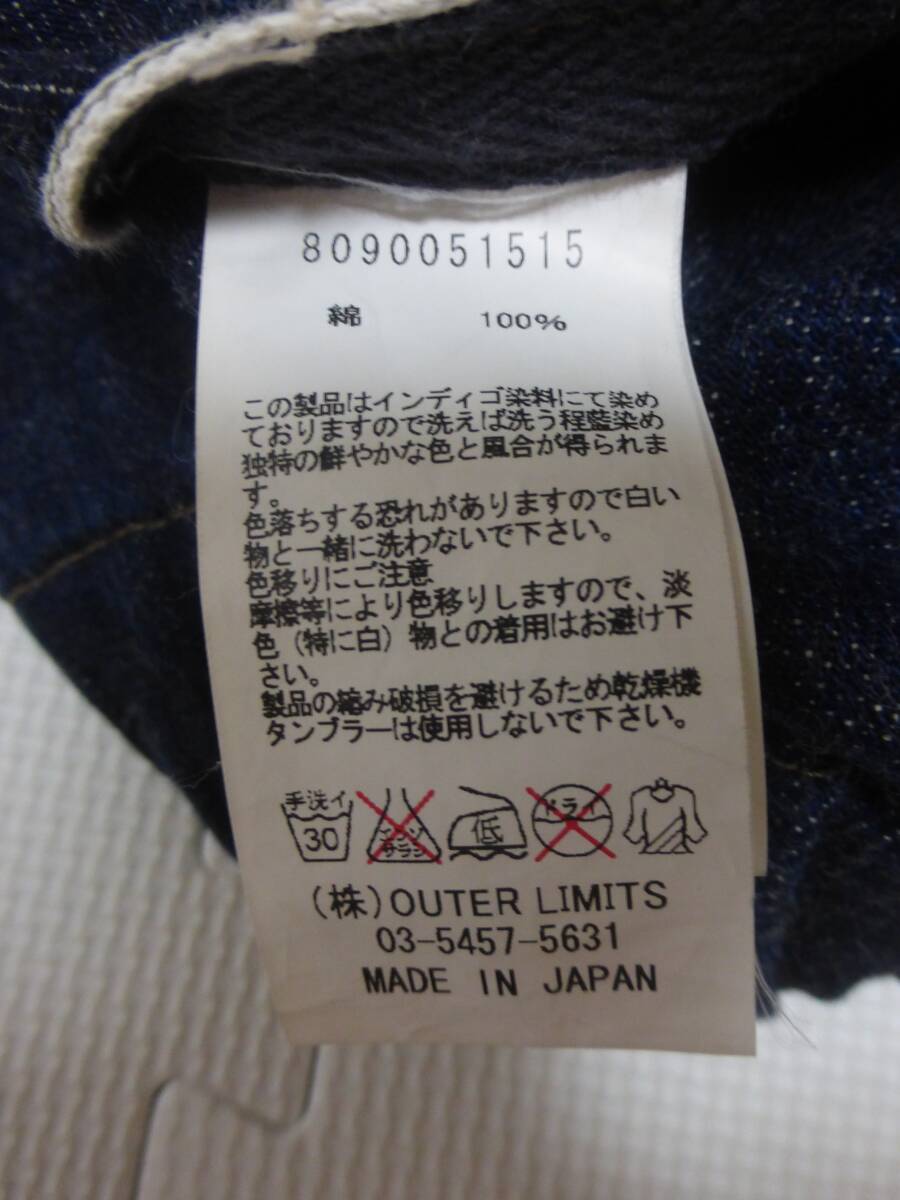 8090051515
綿 100%
この製品はインディゴ染料にて染め
ておりますので洗えば洗う程藍染め
独特の鮮やかな色と風合が得られま
す。
色落ちする恐れがありますので白い
物と一緒に洗わないで下さい。
色移りにご注意
摩擦等により色移りしますので、淡
色（特に白）物との着用はお避け下
さい。
製品の縮み破損を避けるため乾燥機
タンブラーは使用しないで下さい。
手洗イ
30
エンソ
サラシ
低
ドライ
(株)OUTER LIMITS
03-5457-5631
MADE IN JAPAN